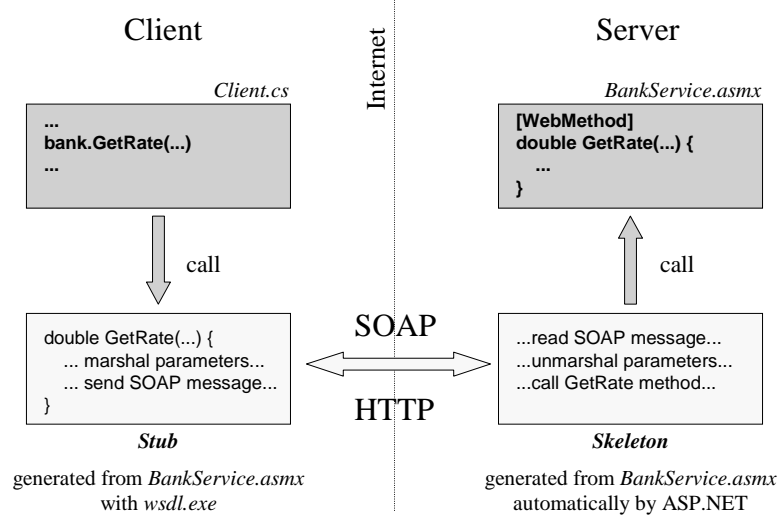 Client
Client.cs
...
bank.GetRate(...)
...
call
double GetRate(...) {
... marshal parameters...
... send SOAP message...
}
Stub
generated from BankService.asmx
with wsdl.exe
Internet
SOAP
HTTP
Server
BankService.asmx
[WebMethod]
double GetRate(...) {
...
}
call
...read SOAP message...
...unmarshal parameters...
...call GetRate method...
Skeleton
generated from BankService.asmx
automatically by ASP.NET